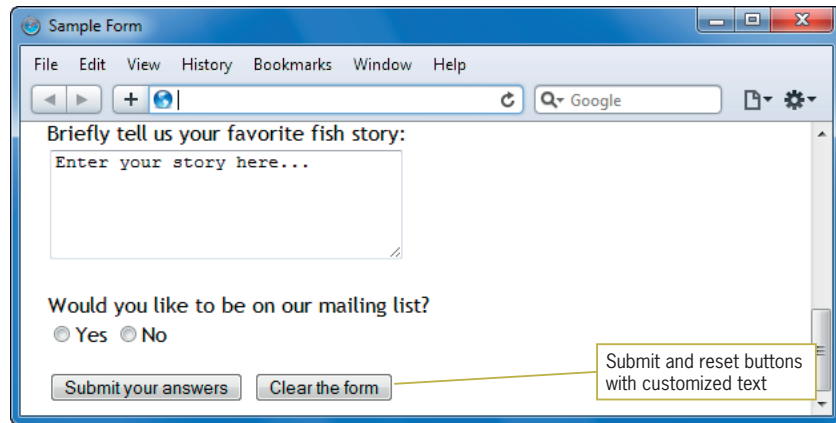 Sample Form
File Edit View History Bookmarks Window Help
Google
Briefly tell us your favorite fish story:
Enter your story here...
Would you like to be on our mailing list?
Yes No
Submit your answers Clear the form
Submit and reset buttons
with customized text